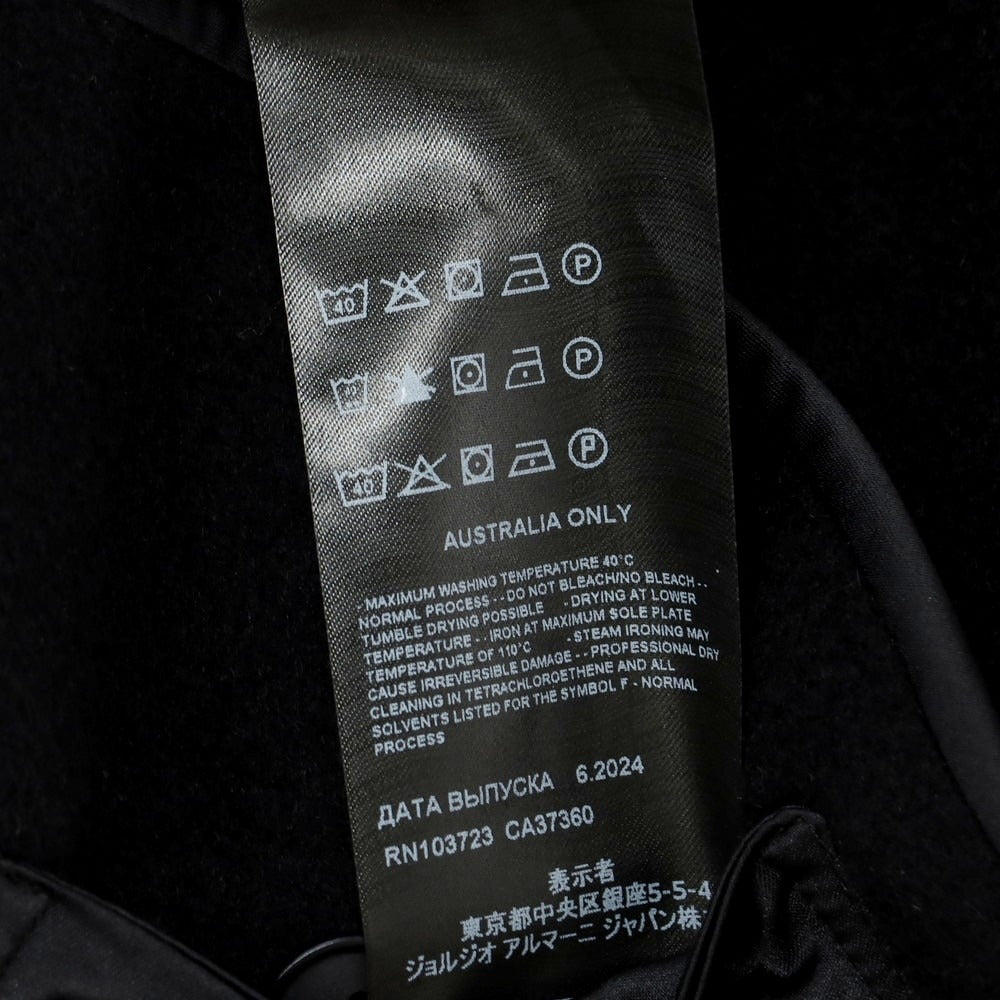 40 P
P
40 P
AUSTRALIA ONLY
- MAXIMUM WASHING TEMPERATURE 40°C
NORMAL PROCESS - - DO NOT BLEACH/NO BLEACH - -
TUMBLE DRYING POSSIBLE - DRYING AT LOWER
TEMPERATURE - - IRON AT MAXIMUM SOLE PLATE
TEMPERATURE OF 110°C - STEAM IRONING MAY
CAUSE IRREVERSIBLE DAMAGE - - PROFESSIONAL DRY
CLEANING IN TETRACHLOROETHENE AND ALL
SOLVENTS LISTED FOR THE SYMBOL F - NORMAL
PROCESS
ДАТА ВЫПУСКА 6.2024
RN103723 CA37360
表示者
東京都中央区銀座5-5-4
ジョルジオ アルマーニ ジャパン株